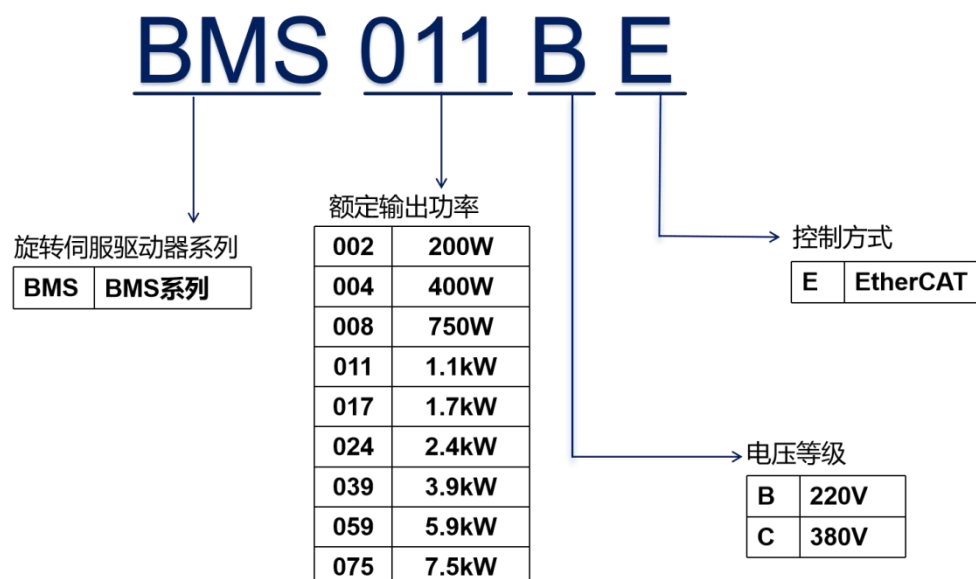 BMS 011 B E
旋转伺服驱动器系列
BMS BMS系列
额定输出功率
002 200W
004 400W
008 750W
011 1.1kW
017 1.7kW
024 2.4kW
039 3.9kW
059 5.9kW
075 7.5kW
控制方式
E EtherCAT
电压等级
B 220V
C 380V